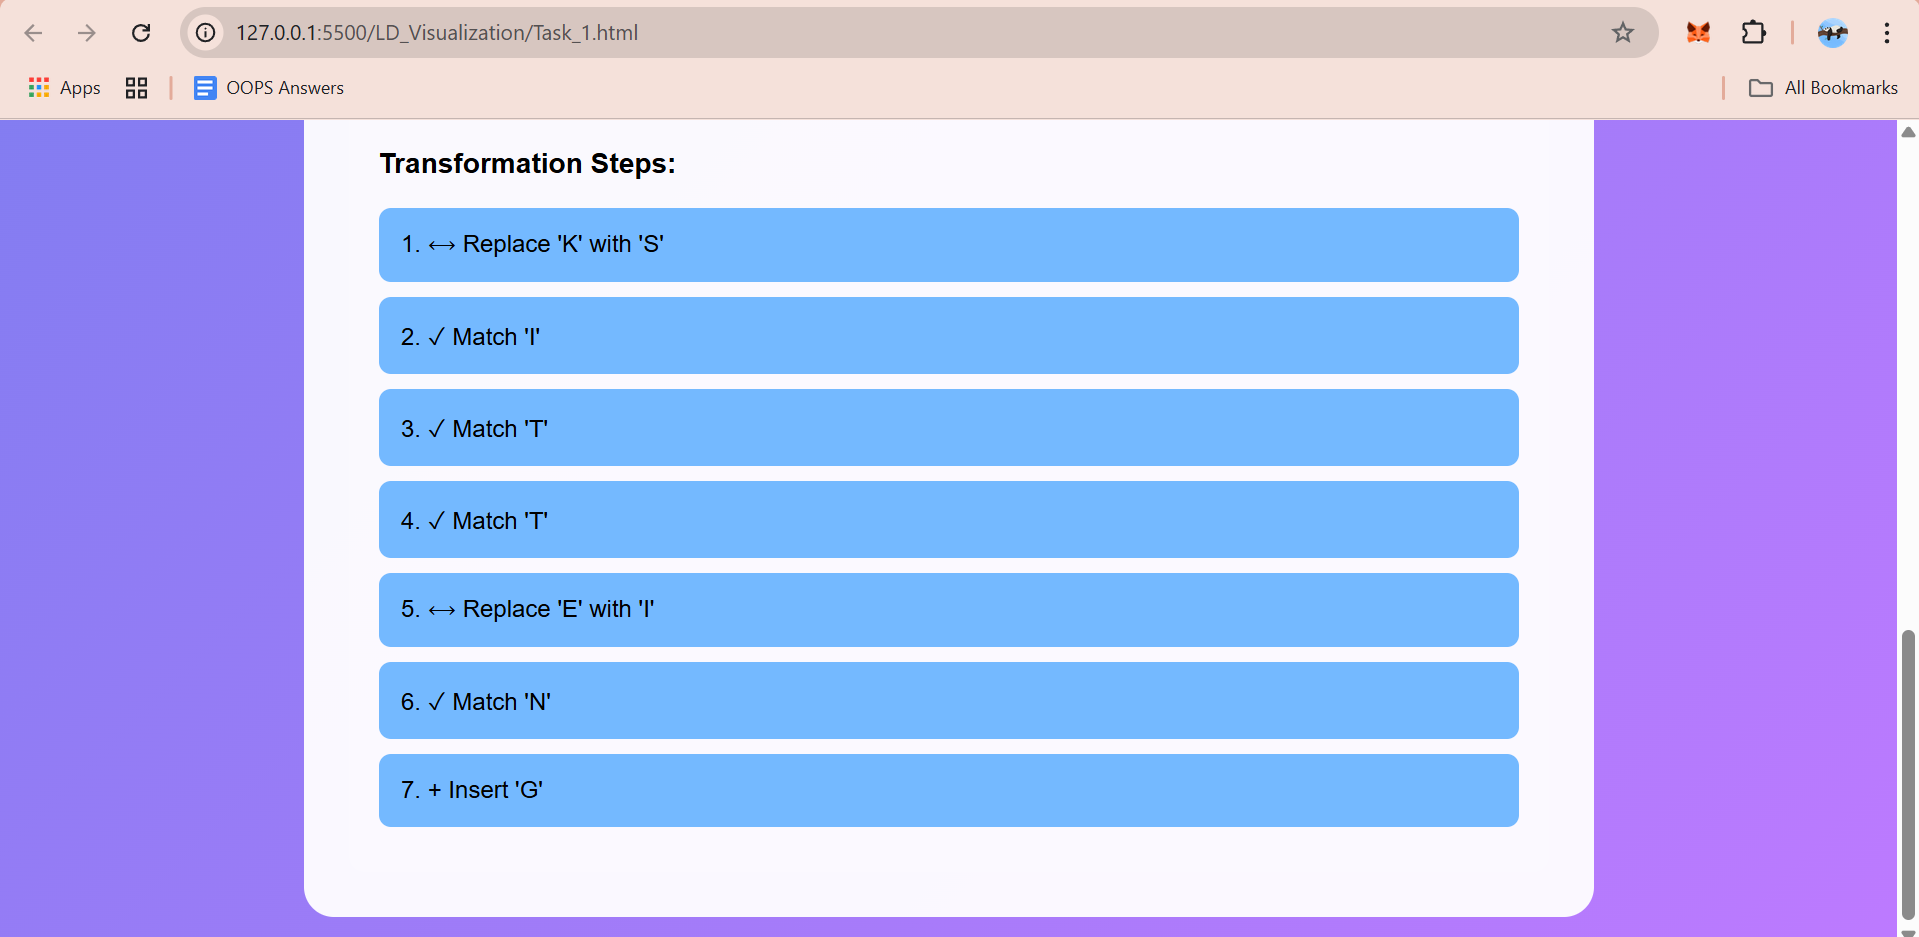 127.0.0.1:5500/LD_Visualization/Task_1.html
Apps
OOPS Answers
All Bookmarks
Transformation Steps:
1. ↔ Replace 'K' with 'S'
2. ✓ Match 'I'
3. ✓ Match 'T'
4. ✓ Match 'T'
5. ↔ Replace 'E' with 'I'
6. ✓ Match 'N'
7. + Insert 'G'